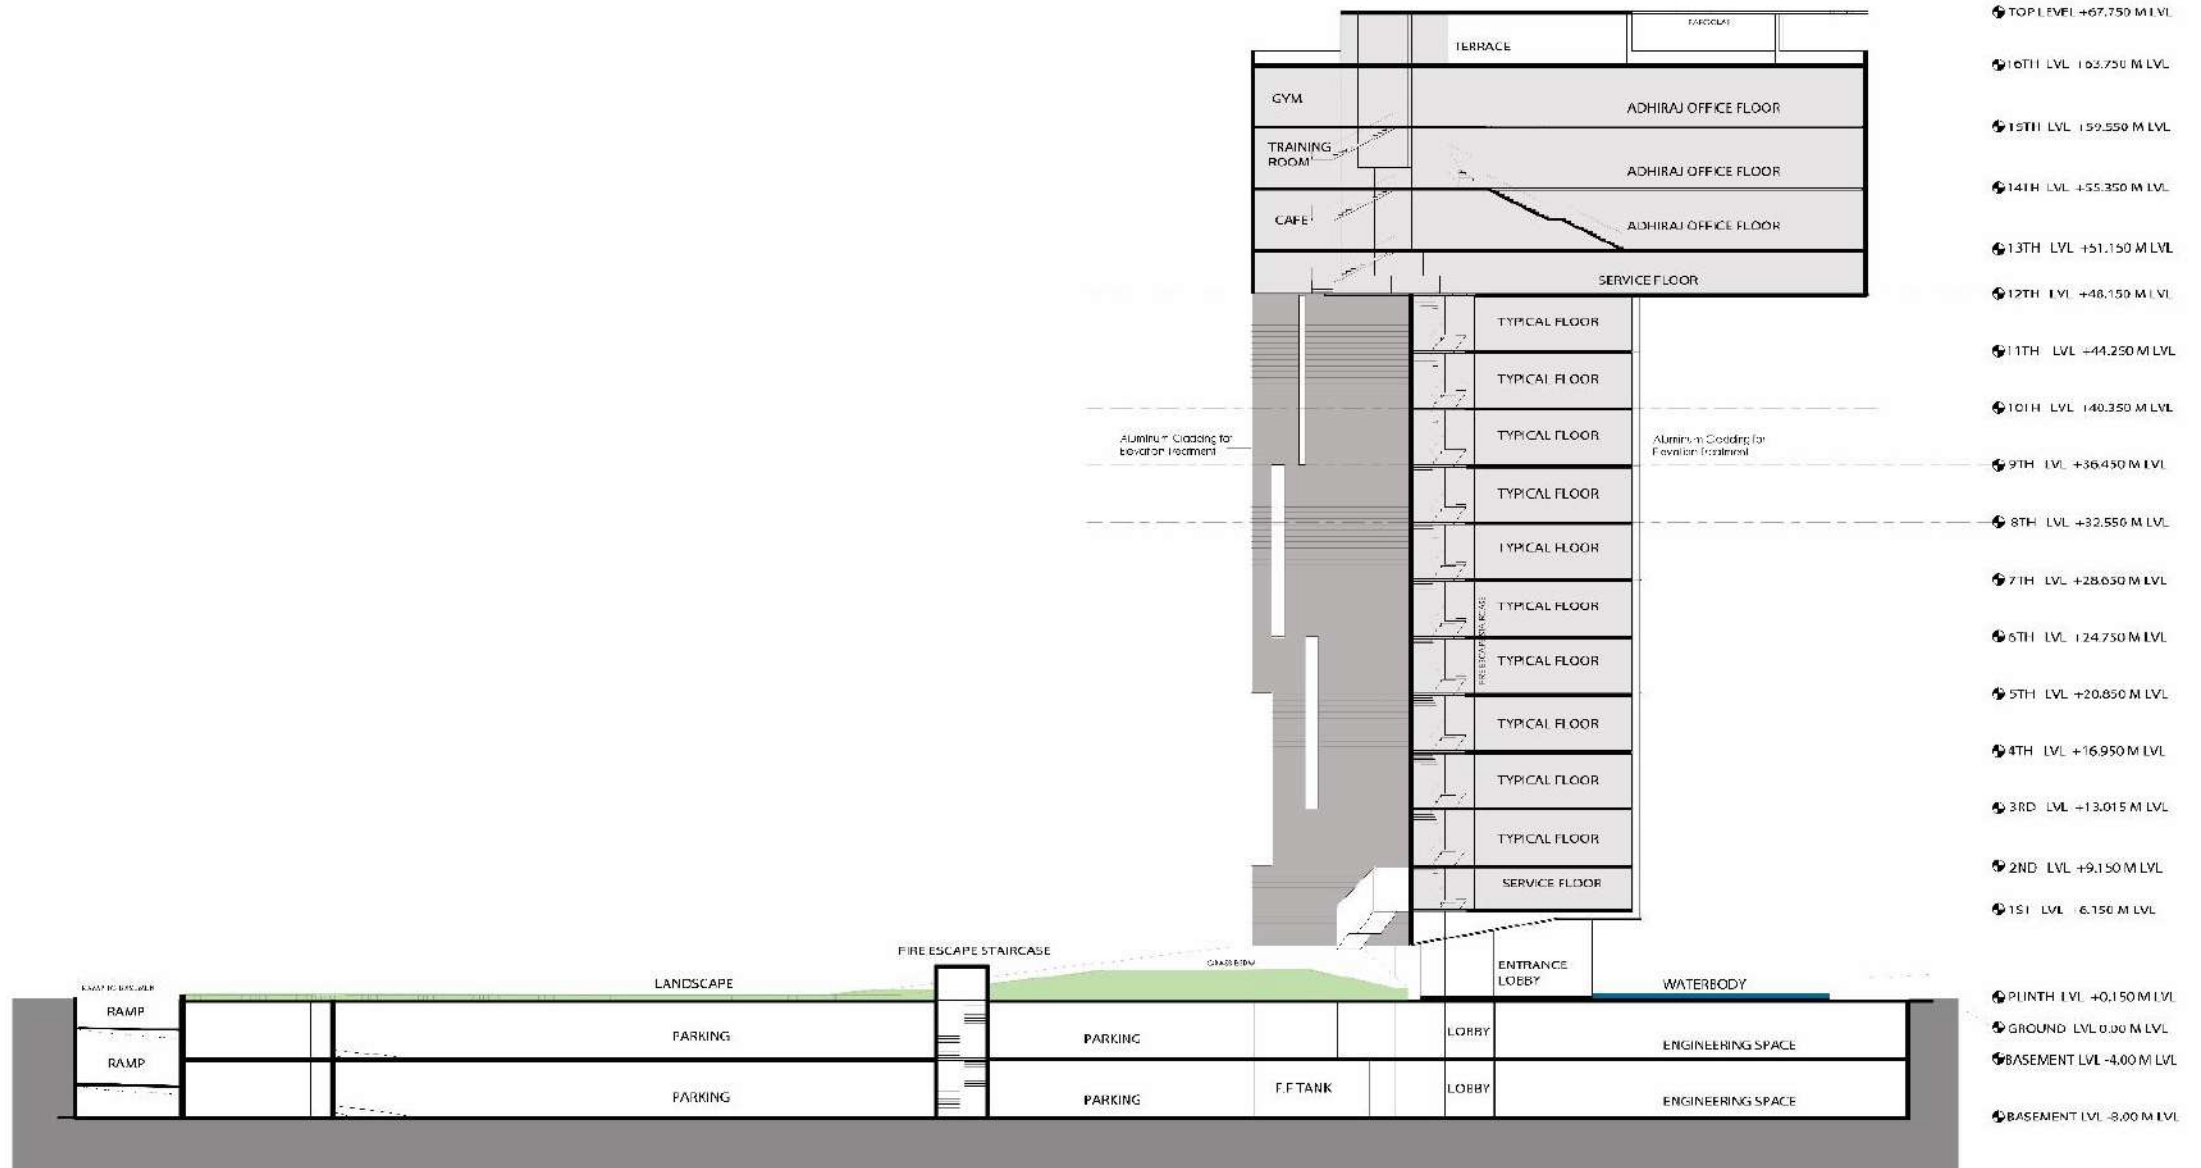 TOP LEVEL +67.750 M LVL
TERRACE
16TH LVL +63.750 M LVL
GYM
ADHIRAJ OFFICE FLOOR
15TH LVL +59.550 M LVL
TRAINING
ROOM
ADHIRAJ OFFICE FLOOR
14TH LVL +55.350 M LVL
CAFE
ADHIRAJ OFFICE FLOOR
13TH LVL +51.150 M LVL
SERVICE FLOOR
12TH LVL +48.150 M LVL
TYPICAL FLOOR
11TH LVL +44.250 M LVL
TYPICAL FLOOR
10TH LVL +40.350 M LVL
TYPICAL FLOOR
Aluminum Cladding for
Elevation Treatment
Aluminum Cladding for
Elevation Treatment
9TH LVL +36.450 M LVL
TYPICAL FLOOR
8TH LVL +32.550 M LVL
TYPICAL FLOOR
7TH LVL +28.650 M LVL
TYPICAL FLOOR
FIRE ESCAPE STAIRCASE
6TH LVL +24.750 M LVL
TYPICAL FLOOR
5TH LVL +20.850 M LVL
TYPICAL FLOOR
4TH LVL +16.950 M LVL
TYPICAL FLOOR
3RD LVL +13.015 M LVL
TYPICAL FLOOR
2ND LVL +9.150 M LVL
SERVICE FLOOR
1ST LVL +6.150 M LVL
FIRE ESCAPE STAIRCASE
GRASS BERM
ENTRANCE
LOBBY
LANDSCAPE
WATERBODY
RAMP TO BASEMENT
PLINTH LVL +0.150 M LVL
RAMP
PARKING
PARKING
LOBBY
ENGINEERING SPACE
GROUND LVL 0.00 M LVL
BASEMENT LVL -4.00 M LVL
RAMP
PARKING
PARKING
F.F TANK
LOBBY
ENGINEERING SPACE
BASEMENT LVL -8.00 M LVL